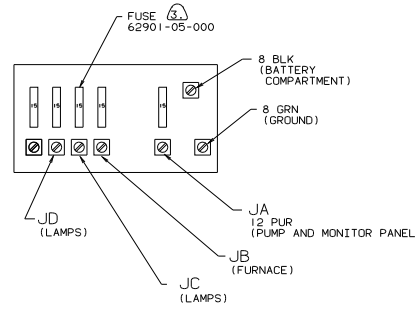 FUSE 3.
62901-05-000
8 BLK
(BATTERY
COMPARTMENT)
15 15 15 15 15
8 GRN
(GROUND)
JD
(LAMPS)
JA
12 PUR
(PUMP AND MONITOR PANEL
JB
(FURNACE)
JC
(LAMPS)